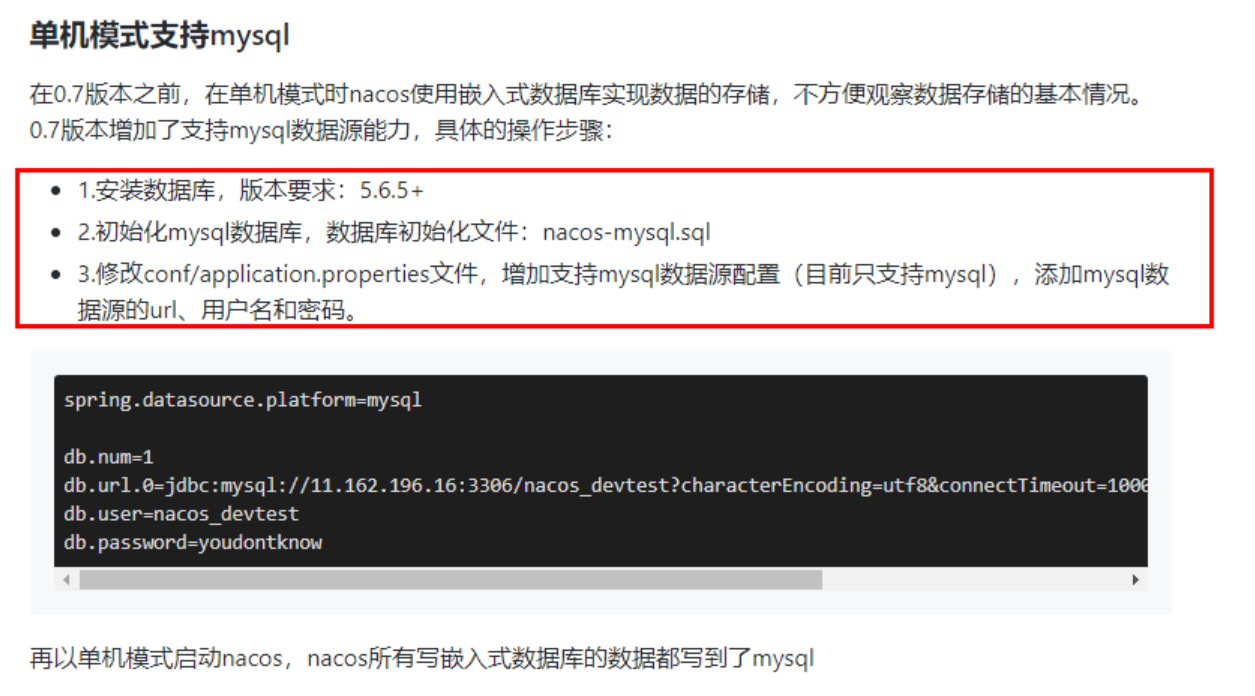 单机模式支持mysql
在0.7版本之前，在单机模式时nacos使用嵌入式数据库实现数据的存储，不方便观察数据存储的基本情况。
0.7版本增加了支持mysql数据源能力，具体的操作步骤：
• 1.安装数据库，版本要求：5.6.5+
• 2.初始化mysql数据库，数据库初始化文件：nacos-mysql.sql
• 3.修改conf/application.properties文件，增加支持mysql数据源配置（目前只支持mysql），添加mysql数
据源的url、用户名和密码。
spring.datasource.platform=mysql
db.num=1
db.url.0=jdbc:mysql://11.162.196.16:3306/nacos_devtest?characterEncoding=utf8&connectTimeout=1000
db.user=nacos_devtest
db.password=youdontknow
再以单机模式启动nacos，nacos所有写嵌入式数据库的数据都写到了mysql